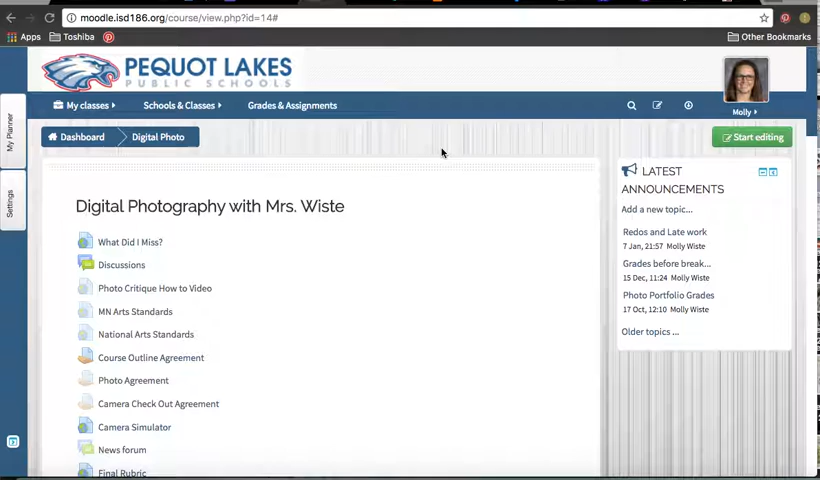 moodle.isd186.org/course/view.php?id=14#
Apps
Toshiba
Other Bookmarks
PEQUOT LAKES
PUBLIC SCHOOLS
My classes
Schools & Classes
Grades & Assignments
Molly
Dashboard
Digital Photo
Start editing
My Planner
Settings
Digital Photography with Mrs. Wiste
What Did I Miss?
Discussions
Photo Critique How to Video
MN Arts Standards
National Arts Standards
Course Outline Agreement
Photo Agreement
Camera Check Out Agreement
Camera Simulator
News forum
Final Rubric
LATEST
ANNOUNCEMENTS
Add a new topic...
Redos and Late work
7 Jan, 21:57 Molly Wiste
Grades before break...
15 Dec, 11:24 Molly Wiste
Photo Portfolio Grades
17 Oct, 12:10 Molly Wiste
Older topics ...